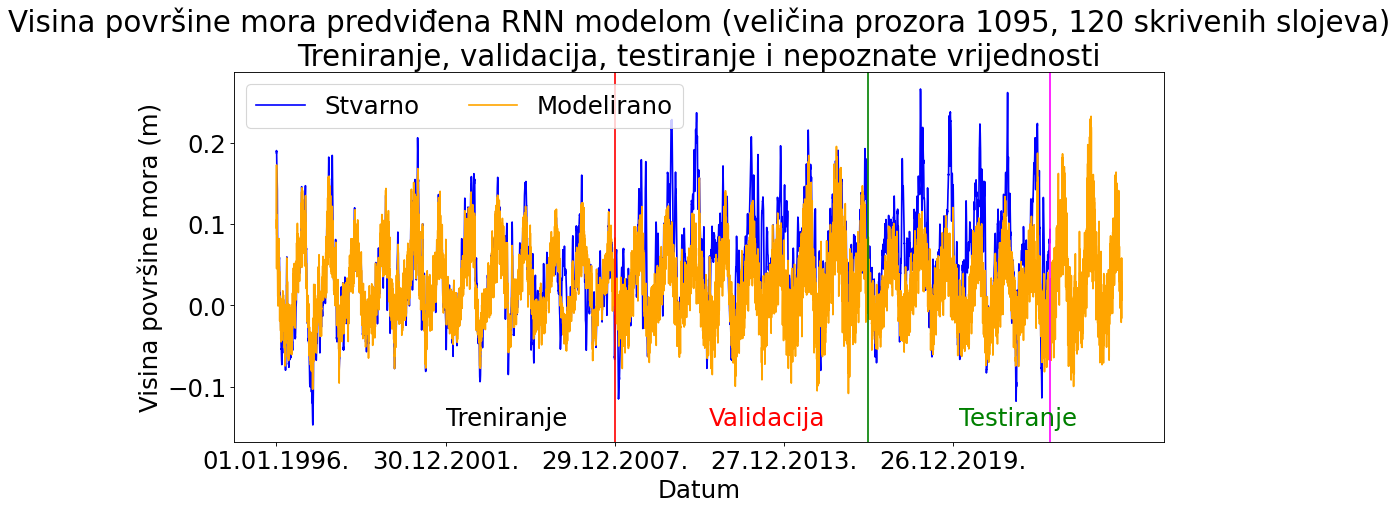 Visina površine mora predviđena RNN modelom (veličina prozora 1095, 120 skrivenih slojeva)
Treniranje, validacija, testiranje i nepoznate vrijednosti
Stvarno
Modelirano
Visina površine mora (m)
0.2
0.1
0.0
−0.1
Treniranje
Validacija
Testiranje
01.01.1996.
30.12.2001.
29.12.2007.
27.12.2013.
26.12.2019.
Datum